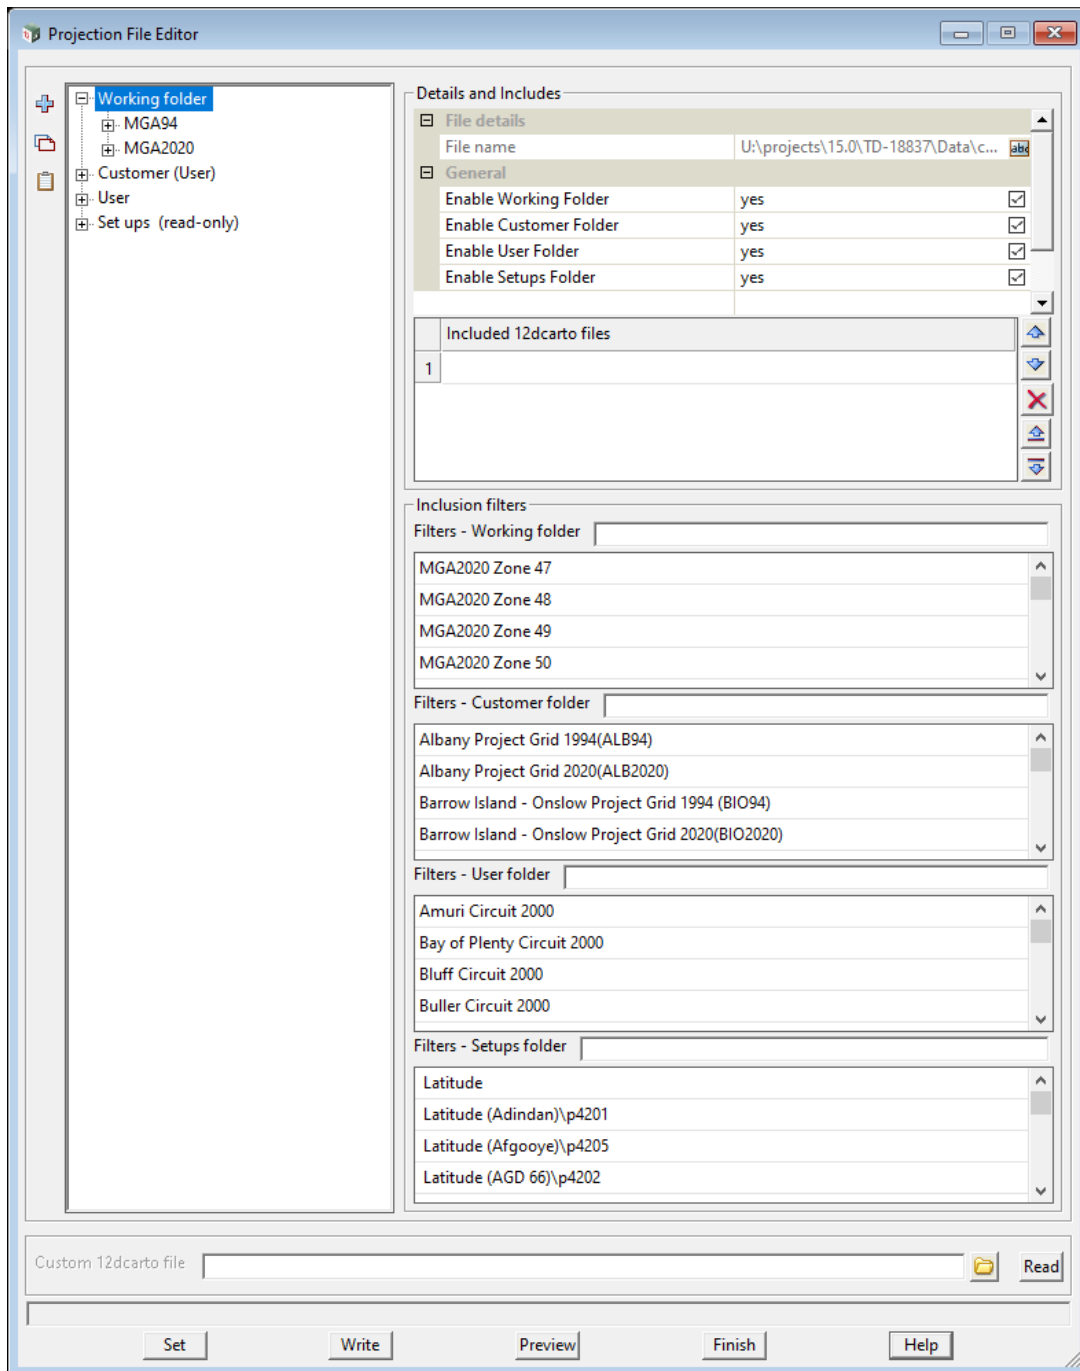 Projection File Editor
Working folder
MGA94
MGA2020
Customer (User)
User
Set ups (read-only)
Details and Includes
File details
File name U:\projects\15.0\TD-18837\Data\c... abc
General
Enable Working Folder yes
Enable Customer Folder yes
Enable User Folder yes
Enable Setups Folder yes
Included 12dcarto files
1
Inclusion filters
Filters - Working folder
MGA2020 Zone 47
MGA2020 Zone 48
MGA2020 Zone 49
MGA2020 Zone 50
Filters - Customer folder
Albany Project Grid 1994(ALB94)
Albany Project Grid 2020(ALB2020)
Barrow Island - Onslow Project Grid 1994 (BIO94)
Barrow Island - Onslow Project Grid 2020(BIO2020)
Filters - User folder
Amuri Circuit 2000
Bay of Plenty Circuit 2000
Bluff Circuit 2000
Buller Circuit 2000
Filters - Setups folder
Latitude
Latitude (Adindan)\p4201
Latitude (Afgooye)\p4205
Latitude (AGD 66)\p4202
Custom 12dcarto file Read
Set Write Preview Finish Help